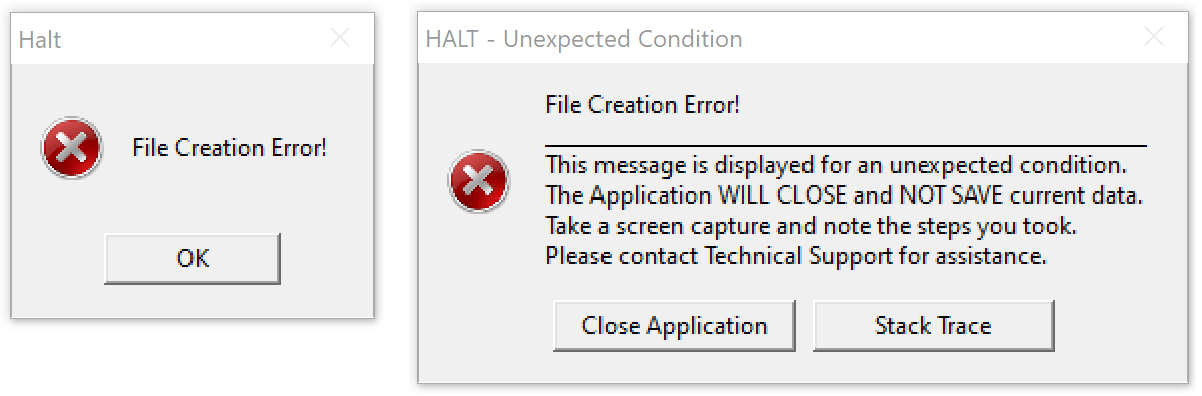 Halt
File Creation Error!
OK
HALT - Unexpected Condition
File Creation Error!
This message is displayed for an unexpected condition.
The Application WILL CLOSE and NOT SAVE current data.
Take a screen capture and note the steps you took.
Please contact Technical Support for assistance.
Close Application
Stack Trace